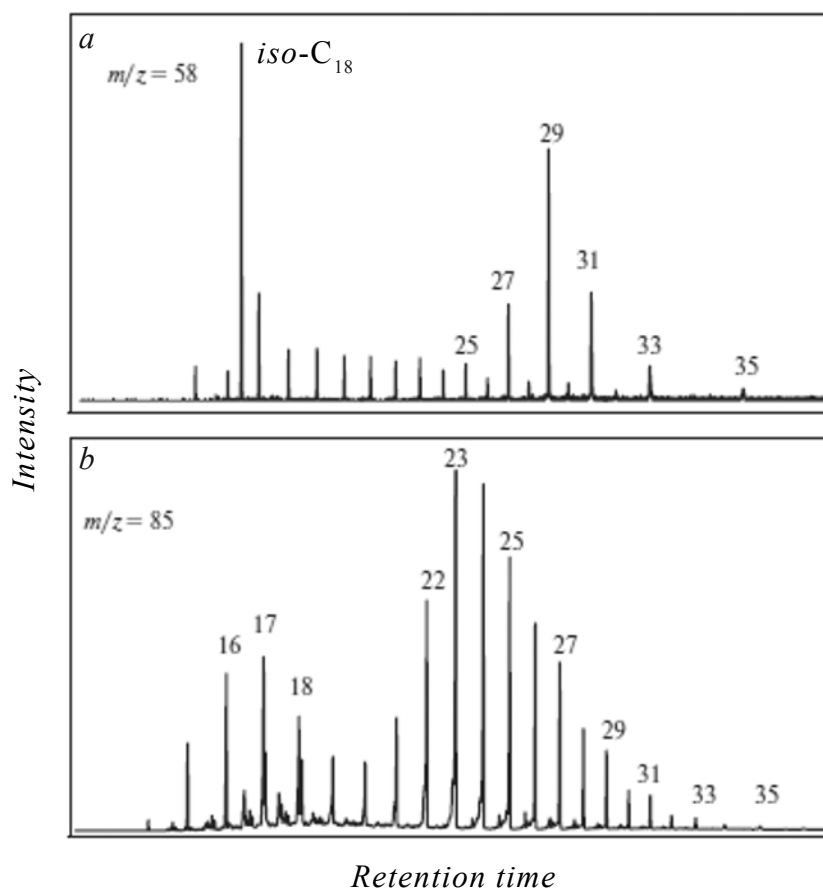 a
iso-C18
m/z = 58
29
27
31
25
33
35
Intensity
b
23
m/z = 85
25
22
17
16
27
18
29
31
33
35
Retention time